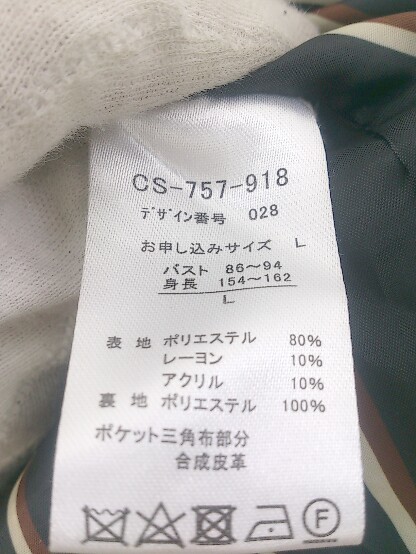 CS-757-918
デザイン番号 028
お申し込みサイズ L
バスト 86〜94
身長 154〜162
L
表 地 ポリエステル 80%
レーヨン 10%
アクリル 10%
裏 地 ポリエステル 100%
ポケット三角布部分
合成皮革
F